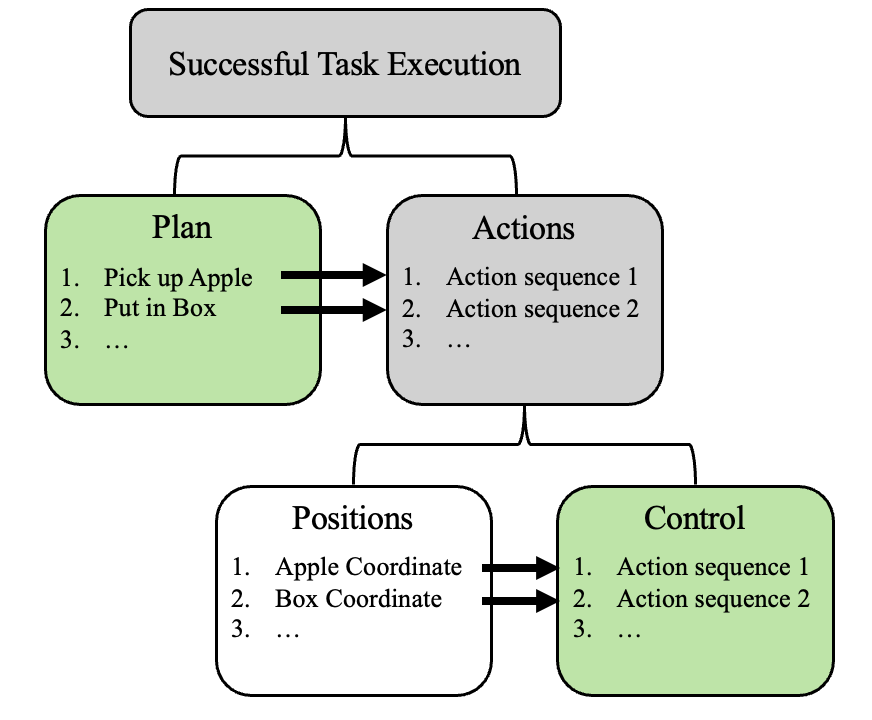 Successful Task Execution
Plan
1. Pick up Apple
2. Put in Box
3. …
Actions
1. Action sequence 1
2. Action sequence 2
3. …
Positions
1. Apple Coordinate
2. Box Coordinate
3. …
Control
1. Action sequence 1
2. Action sequence 2
3. …